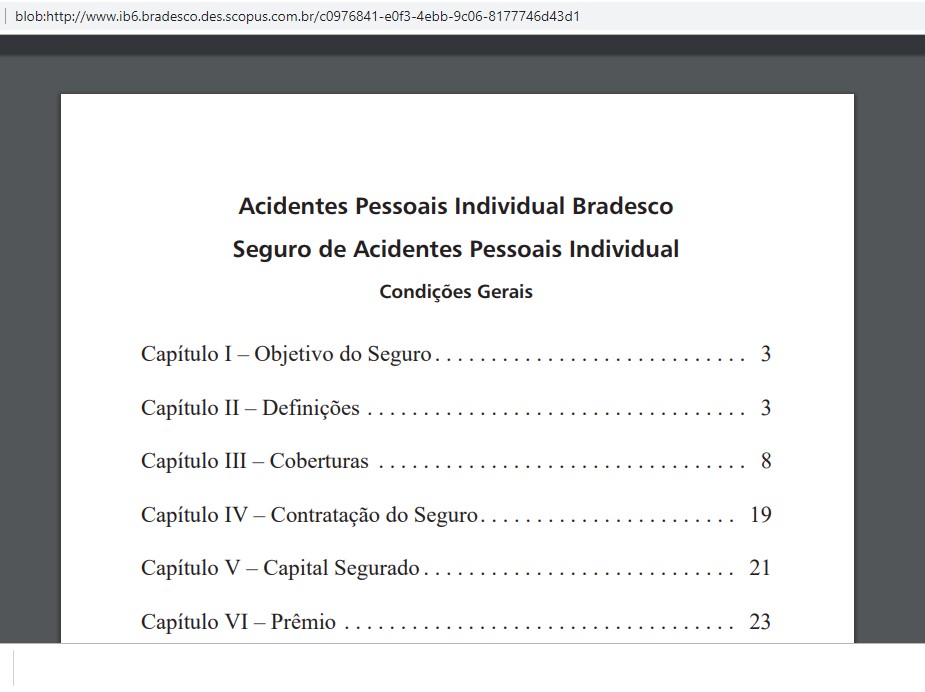 blob:http://www.ib6.bradesco.des.scopus.com.br/c0976841-e0f3-4ebb-9c06-8177746d43d1
Acidentes Pessoais Individual Bradesco
Seguro de Acidentes Pessoais Individual
Condições Gerais
Capítulo I – Objetivo do Seguro. . . . . . . . . . . . . . . . . . . . . . . . . . . . 3
Capítulo II – Definições . . . . . . . . . . . . . . . . . . . . . . . . . . . . . . . . . . 3
Capítulo III – Coberturas . . . . . . . . . . . . . . . . . . . . . . . . . . . . . . . . . 8
Capítulo IV – Contratação do Seguro. . . . . . . . . . . . . . . . . . . . . . . 19
Capítulo V – Capital Segurado. . . . . . . . . . . . . . . . . . . . . . . . . . . . 21
Capítulo VI – Prêmio . . . . . . . . . . . . . . . . . . . . . . . . . . . . . . . . . . . 23